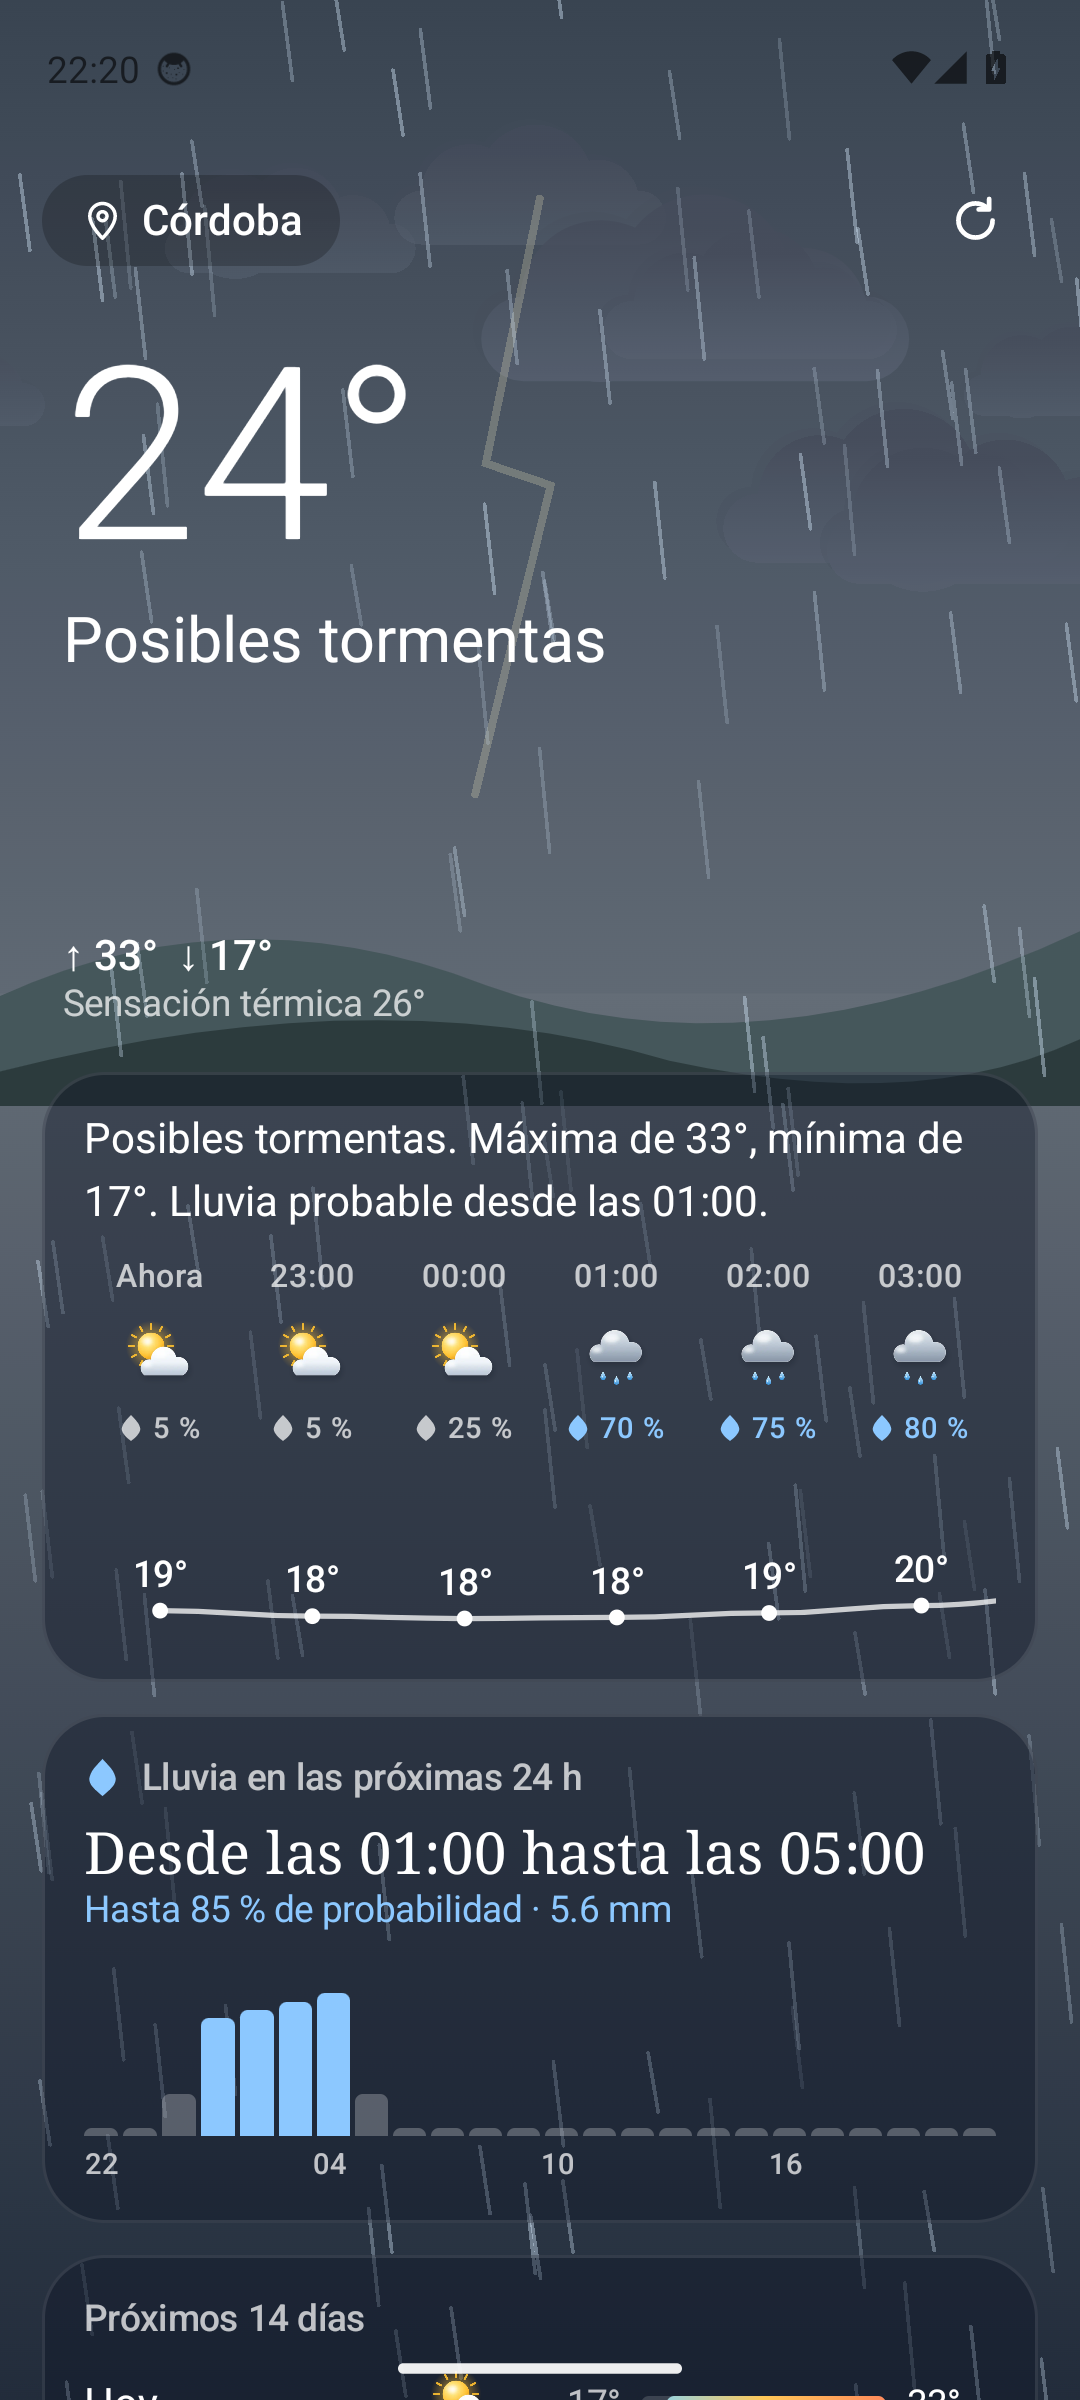 22:20
Córdoba
24°
Posibles tormentas
↑ 33° ↓ 17°
Sensación térmica 26°
Posibles tormentas. Máxima de 33°, mínima de
17°. Lluvia probable desde las 01:00.
Ahora 23:00 00:00 01:00 02:00 03:00
5 % 5 % 25 % 70 % 75 % 80 %
19° 18° 18° 18° 19° 20°
Lluvia en las próximas 24 h
Desde las 01:00 hasta las 05:00
Hasta 85 % de probabilidad · 5.6 mm
22 04 10 16
Próximos 14 días
Hoy 17°